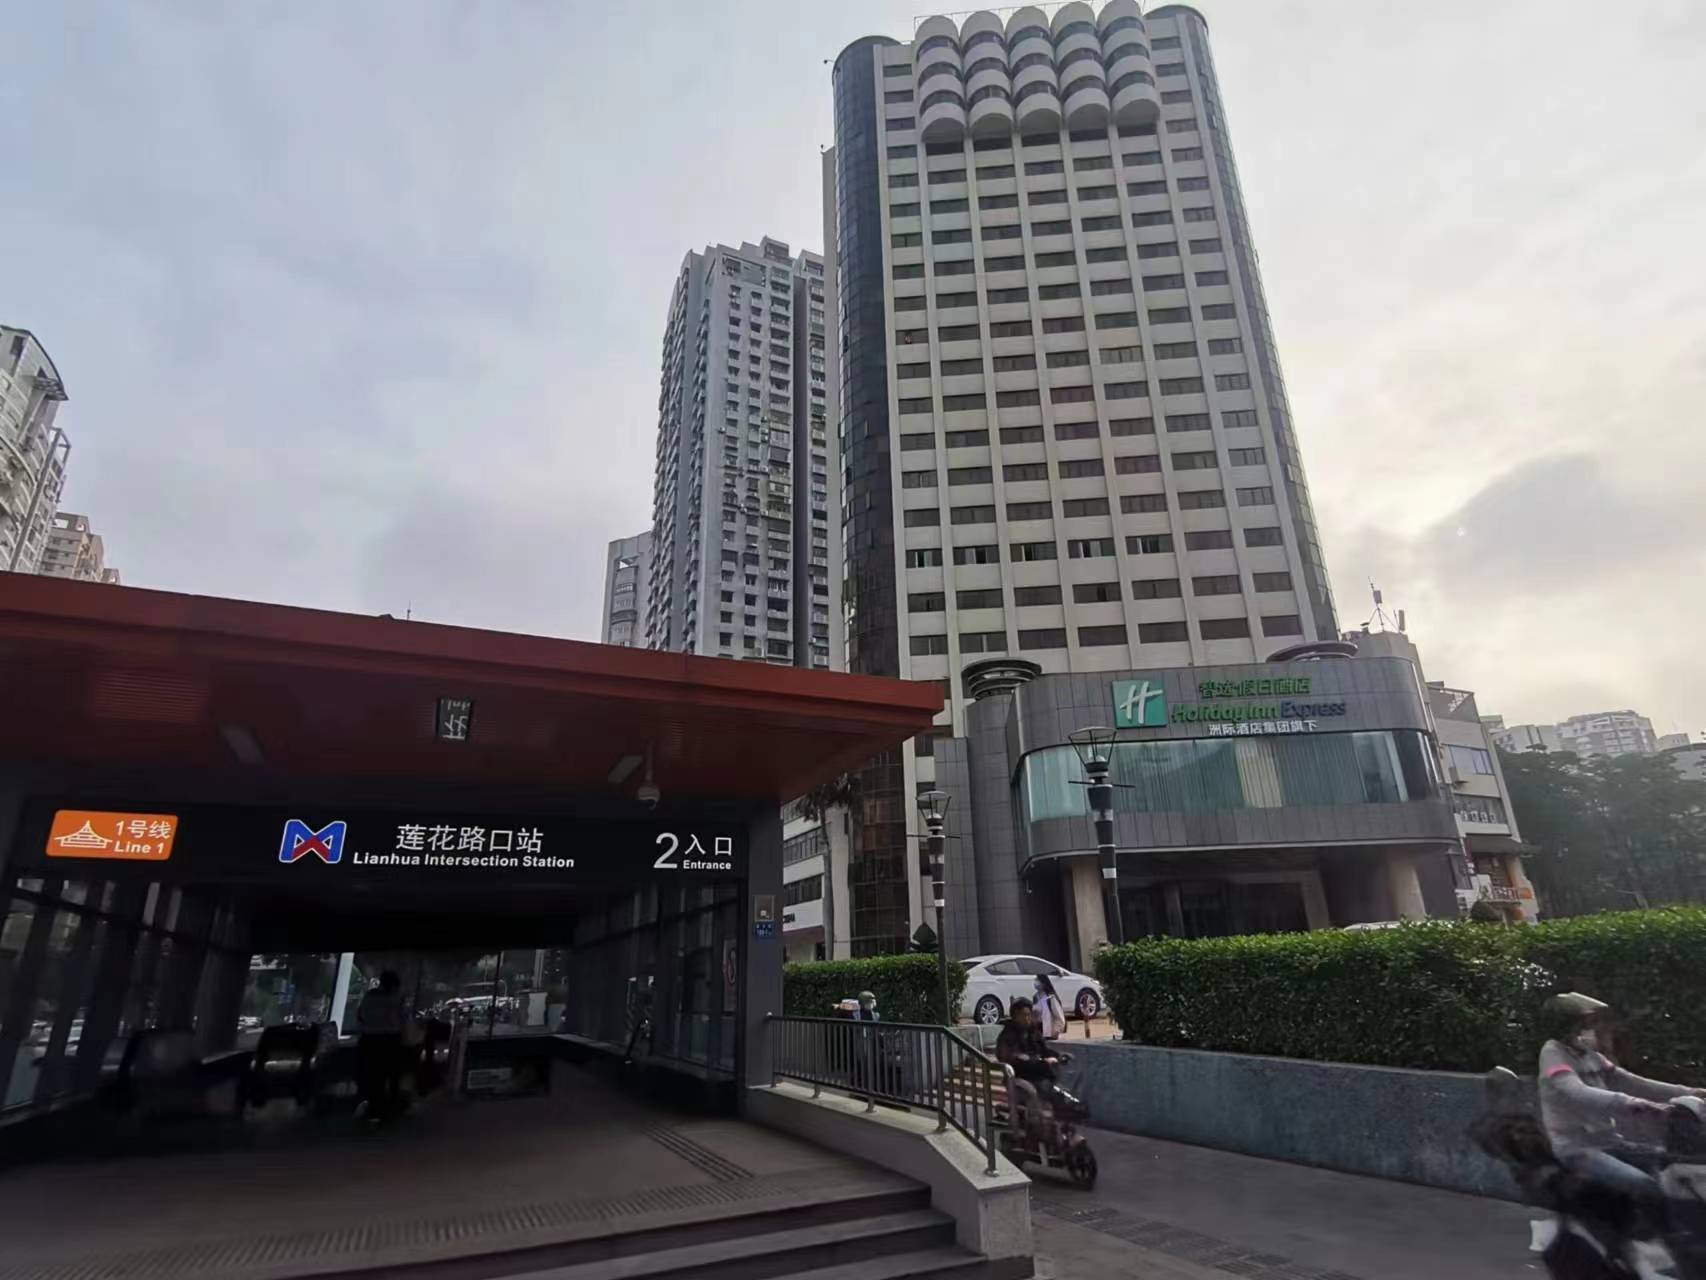 智选假日酒店
Holiday Inn Express
洲际酒店集团旗下
1号线
Line 1
莲花路口站
Lianhua Intersection Station
2
入口
Entrance